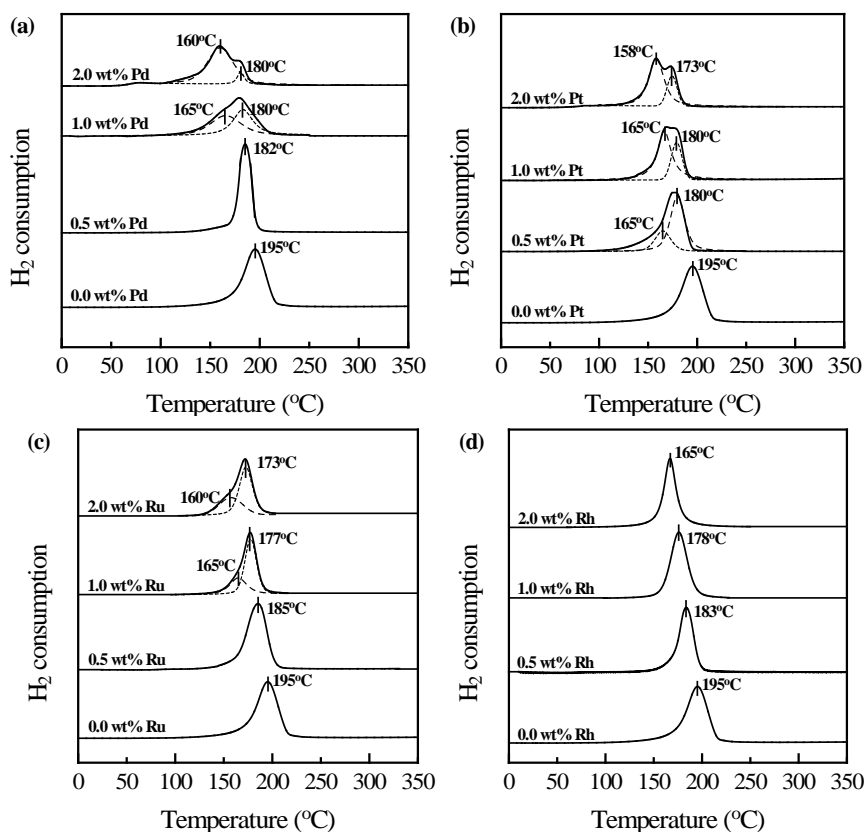 (a)
160°C
180°C
2.0 wt% Pd
165°C
180°C
1.0 wt% Pd
182°C
0.5 wt% Pd
195°C
0.0 wt% Pd
H₂ consumption
0 50 100 150 200 250 300 350
Temperature (°C)
(b)
158°C
173°C
2.0 wt% Pt
165°C
180°C
1.0 wt% Pt
180°C
165°C
0.5 wt% Pt
195°C
0.0 wt% Pt
H₂ consumption
0 50 100 150 200 250 300 350
Temperature (°C)
(c)
173°C
160°C
2.0 wt% Ru
177°C
165°C
1.0 wt% Ru
185°C
0.5 wt% Ru
195°C
0.0 wt% Ru
H₂ consumption
0 50 100 150 200 250 300 350
Temperature (°C)
(d)
165°C
2.0 wt% Rh
178°C
1.0 wt% Rh
183°C
0.5 wt% Rh
195°C
0.0 wt% Rh
H₂ consumption
0 50 100 150 200 250 300 350
Temperature (°C)